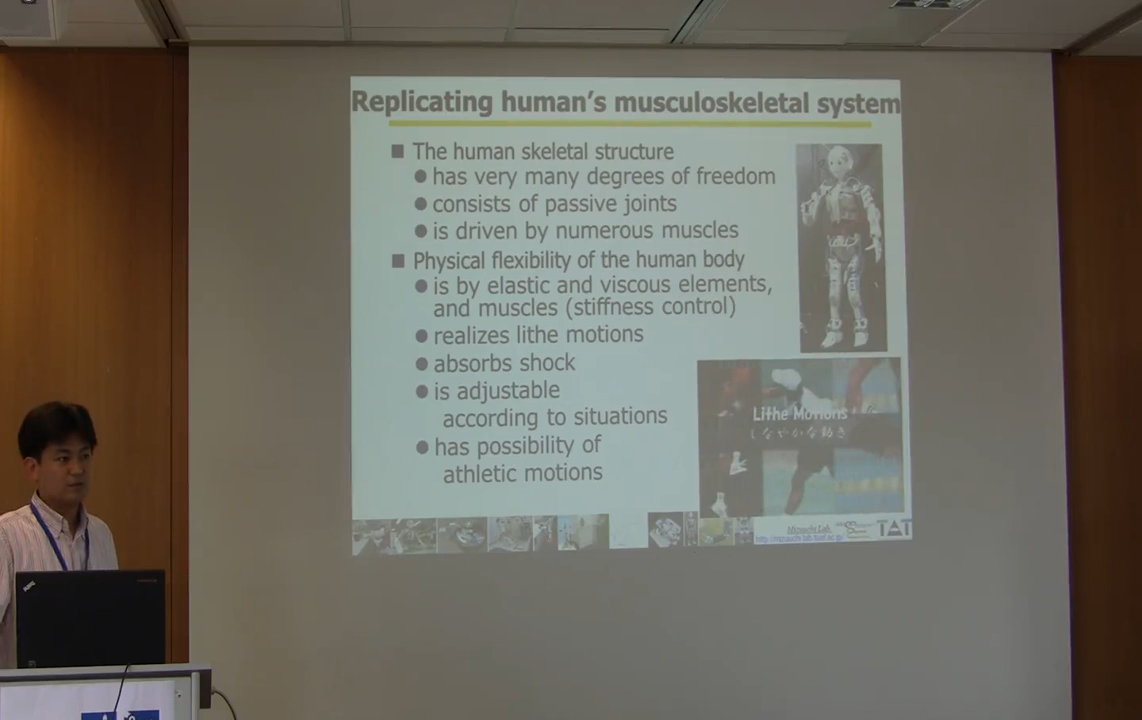 Replicating human's musculoskeletal system
■ The human skeletal structure
● has very many degrees of freedom
● consists of passive joints
● is driven by numerous muscles
■ Physical flexibility of the human body
● is by elastic and viscous elements,
and muscles (stiffness control)
● realizes lithe motions
● absorbs shock
● is adjustable
according to situations
● has possibility of
athletic motions
Lithe Motions
しなやかな動き
Mizuuchi Lab.
TAT